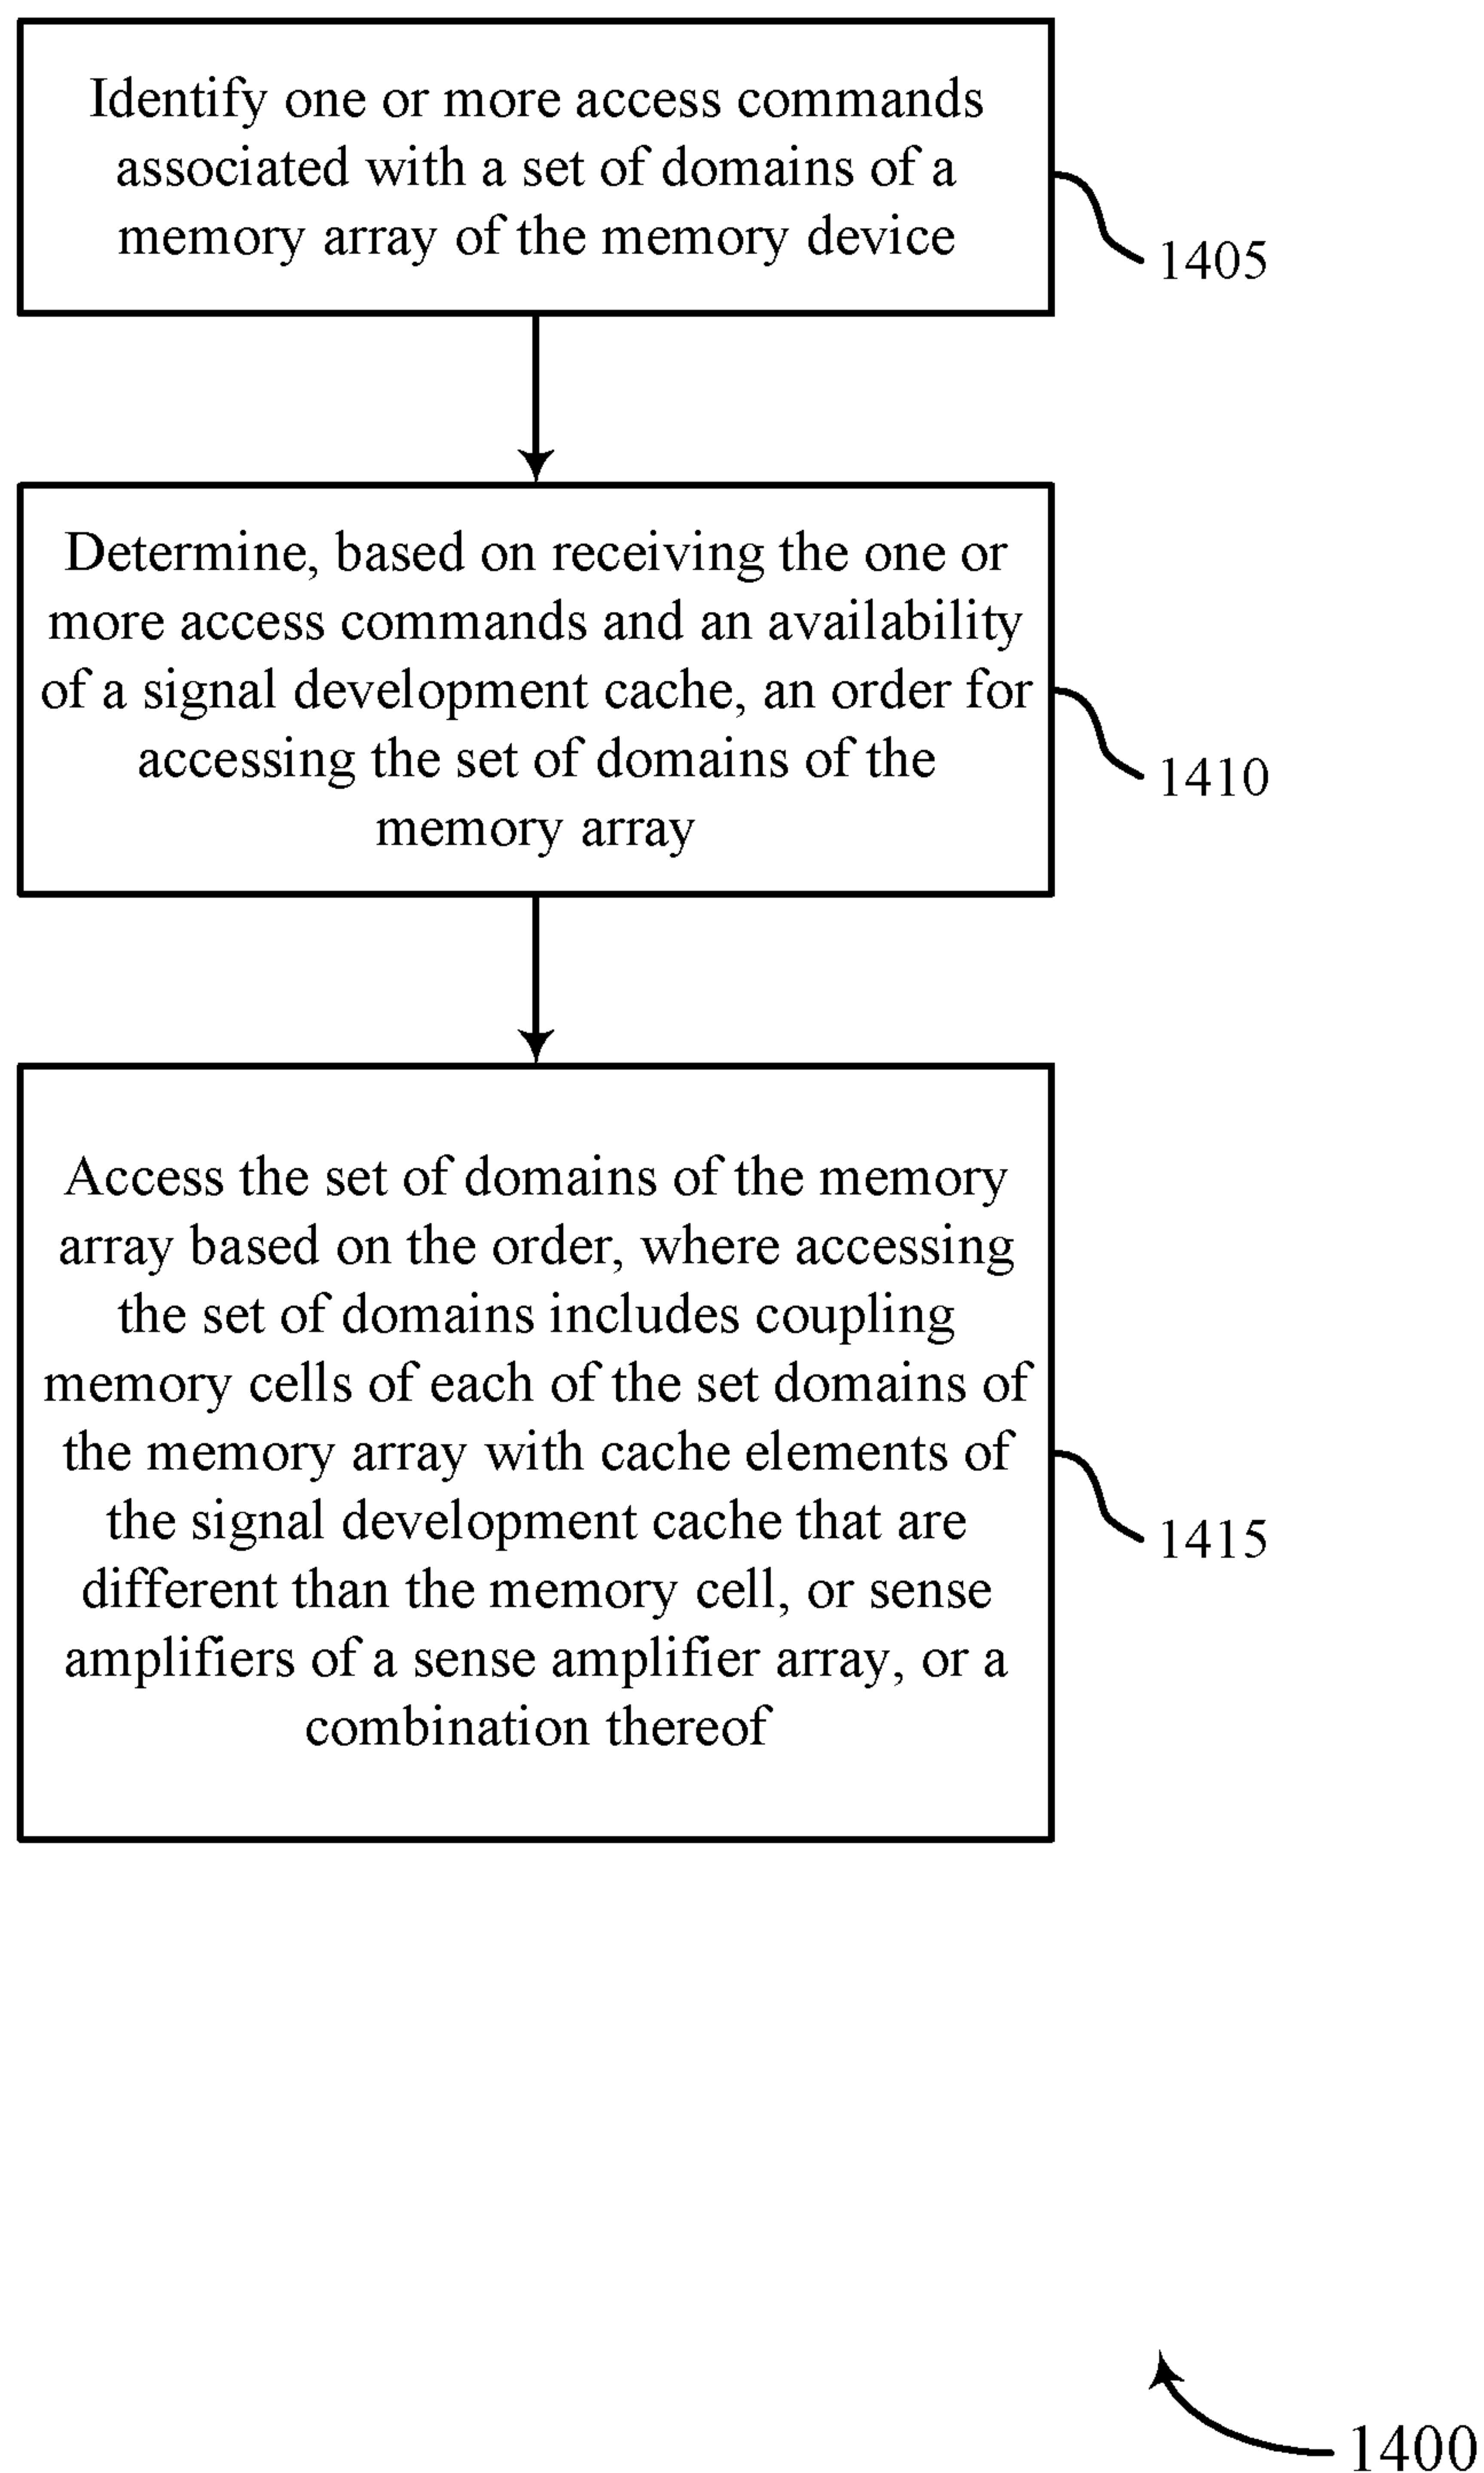 Identify one or more access commands
associated with a set of domains of a
memory array of the memory device
1405
Determine, based on receiving the one or
more access commands and an availability
of a signal development cache, an order for
accessing the set of domains of the
memory array
1410
Access the set of domains of the memory
array based on the order, where accessing
the set of domains includes coupling
memory cells of each of the set domains of
the memory array with cache elements of
the signal development cache that are
different than the memory cell, or sense
amplifiers of a sense amplifier array, or a
combination thereof
1415
1400